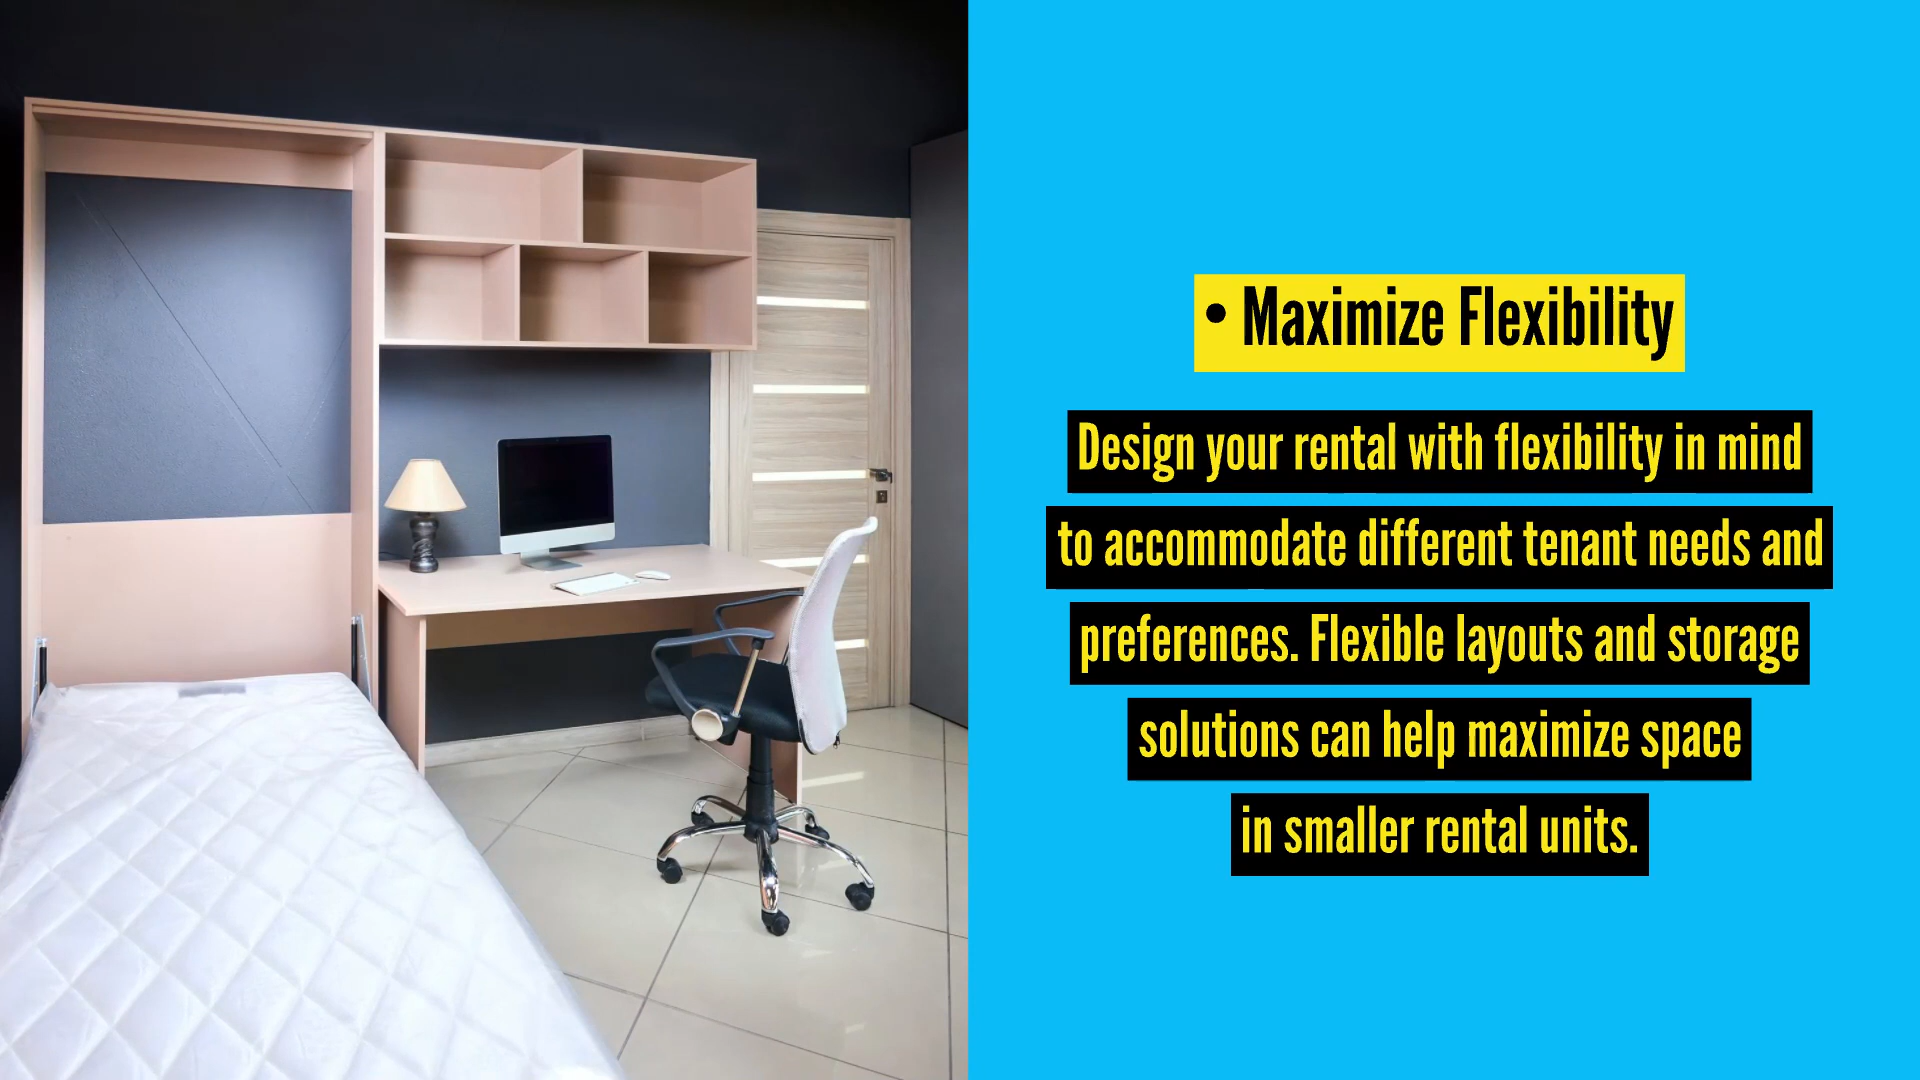 • Maximize Flexibility
Design your rental with flexibility in mind
to accommodate different tenant needs and
preferences. Flexible layouts and storage
solutions can help maximize space
in smaller rental units.